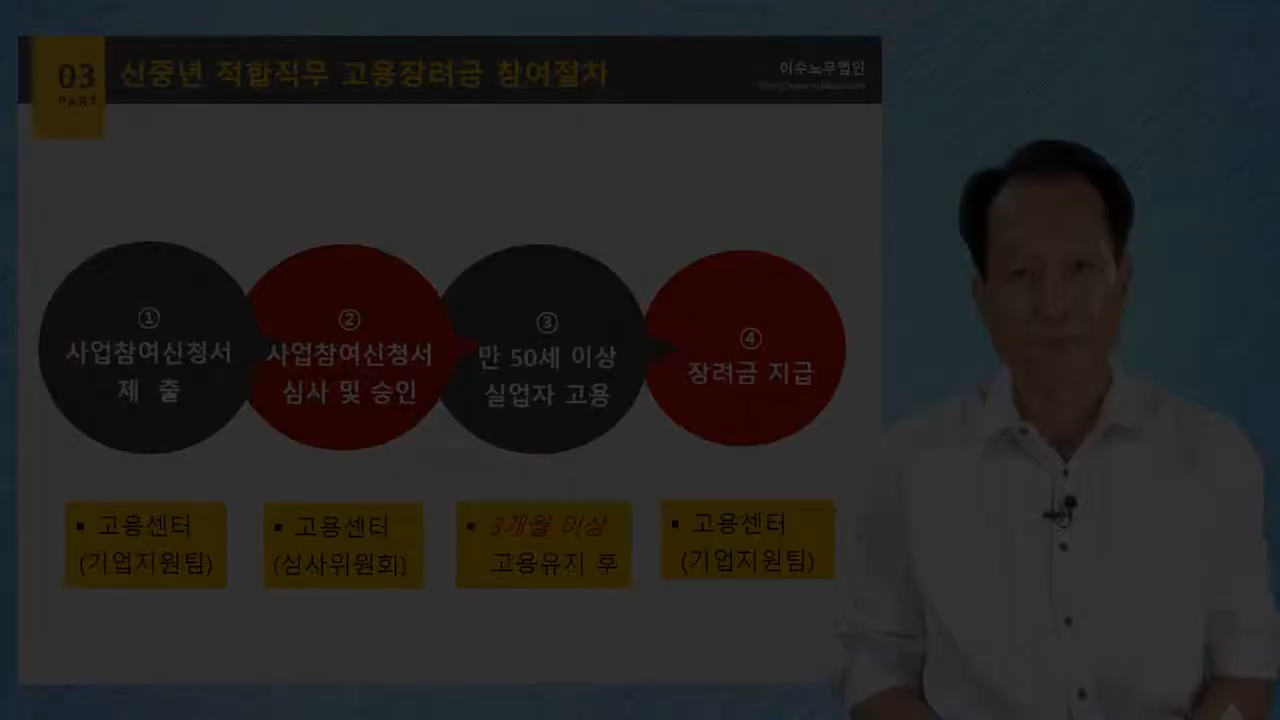 03
PART
신중년 적합직무 고용장려금 참여절차
이수노무법인
①
사업참여신청서
제 출
②
사업참여신청서
심사 및 승인
③
만 50세 이상
실업자 고용
④
장려금 지급
▪ 고용센터
(기업지원팀)
▪ 고용센터
(심사위원회)
▪ 3개월 이상
고용유지 후
▪ 고용센터
(기업지원팀)